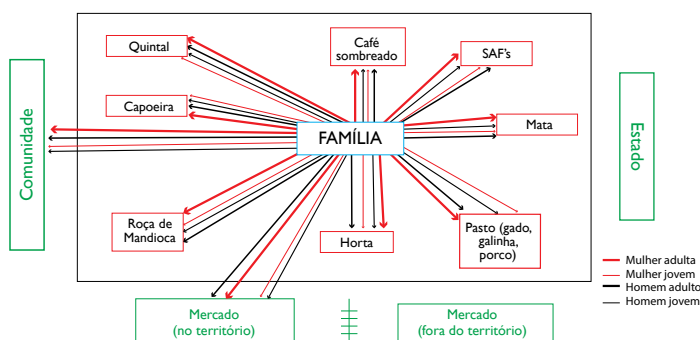 Quintal
Café
sombreado
SAF's
Capoeira
Mata
FAMÍLIA
Comunidade
Estado
Roça de
Mandioca
Horta
Pasto (gado,
galinha,
porco)
Mulher adulta
Mulher jovem
Homem adulto
Homem jovem
Mercado
(no território)
Mercado
(fora do território)